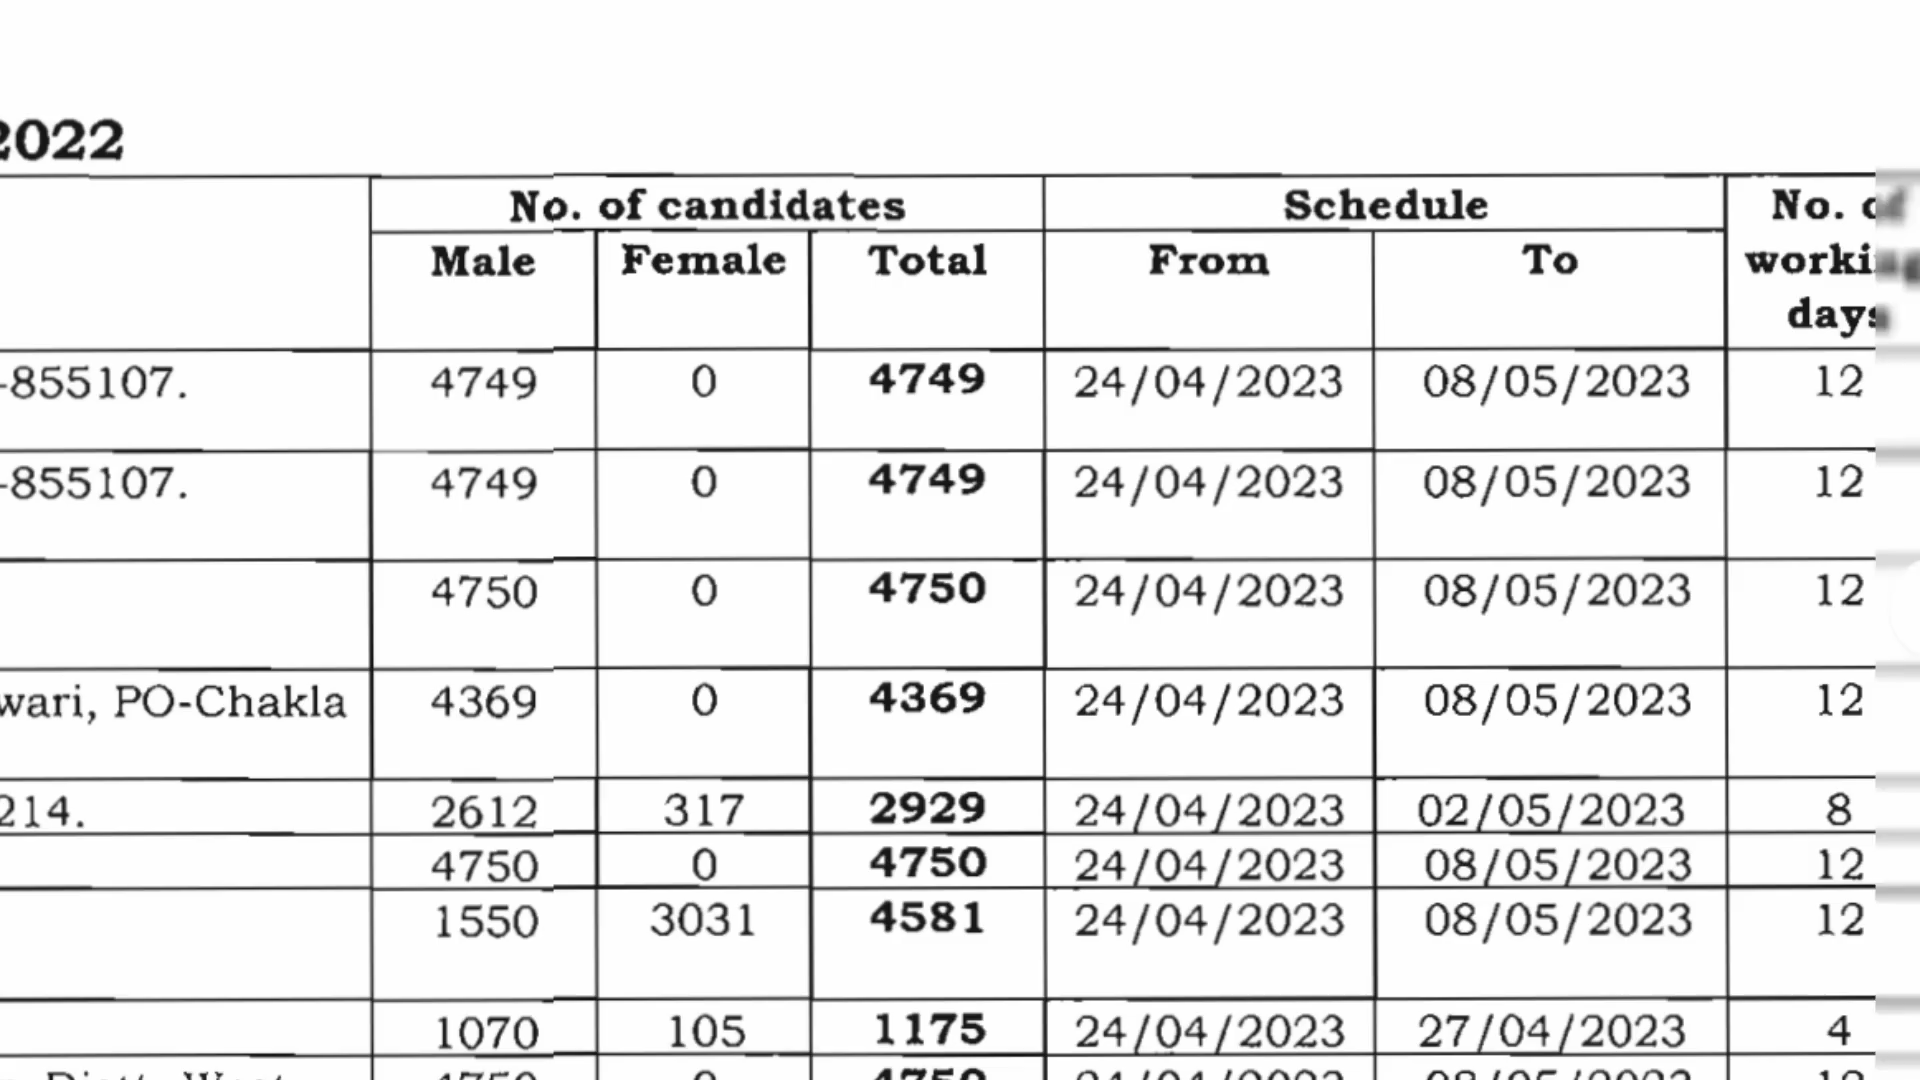 2022
No. of candidates Schedule No. of
Male Female Total From To working
days
-855107. 4749 0 4749 24/04/2023 08/05/2023 12
-855107. 4749 0 4749 24/04/2023 08/05/2023 12
4750 0 4750 24/04/2023 08/05/2023 12
wari, PO-Chakla 4369 0 4369 24/04/2023 08/05/2023 12
214. 2612 317 2929 24/04/2023 02/05/2023 8
4750 0 4750 24/04/2023 08/05/2023 12
1550 3031 4581 24/04/2023 08/05/2023 12
1070 105 1175 24/04/2023 27/04/2023 4